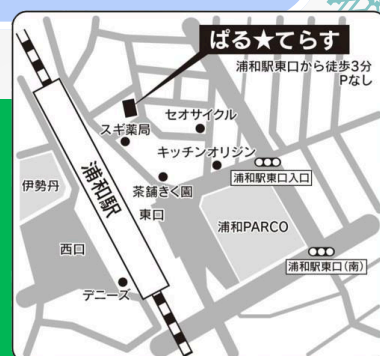 ぱる★てらす
浦和駅東口から徒歩3分
Pなし
セオサイクル
スギ薬局
キッチンオリジン
浦和駅東口入口
伊勢丹
浦和駅
茶舗きく園
東口
浦和PARCO
西口
浦和駅東口(南)
デニーズ